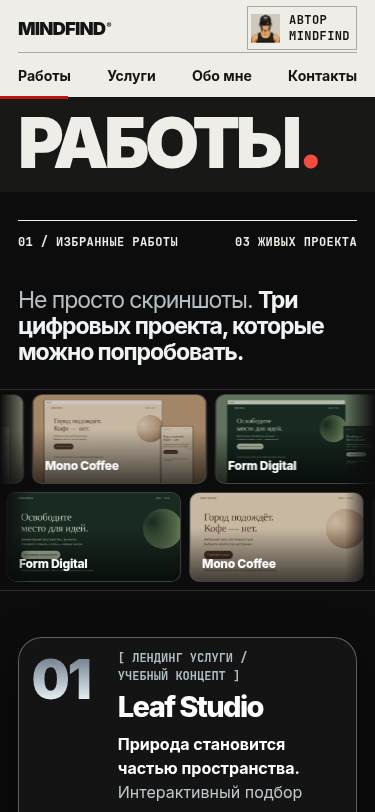 MINDFIND®
АВТОР
MINDFIND
Работы Услуги Обо мне Контакты
РАБОТЫ.
01 / ИЗБРАННЫЕ РАБОТЫ 03 ЖИВЫХ ПРОЕКТА
Не просто скриншоты. Три
цифровых проекта, которые
можно попробовать.
Город подождёт.
Кофе — нет.
Mono Coffee
Освободите
место для идей.
Form Digital
Освободите
место для идей.
Form Digital
Город подождёт.
Кофе — нет.
Mono Coffee
01
[ ЛЕНДИНГ УСЛУГИ /
УЧЕБНЫЙ КОНЦЕПТ ]
Leaf Studio
Природа становится
частью пространства.
Интерактивный подбор